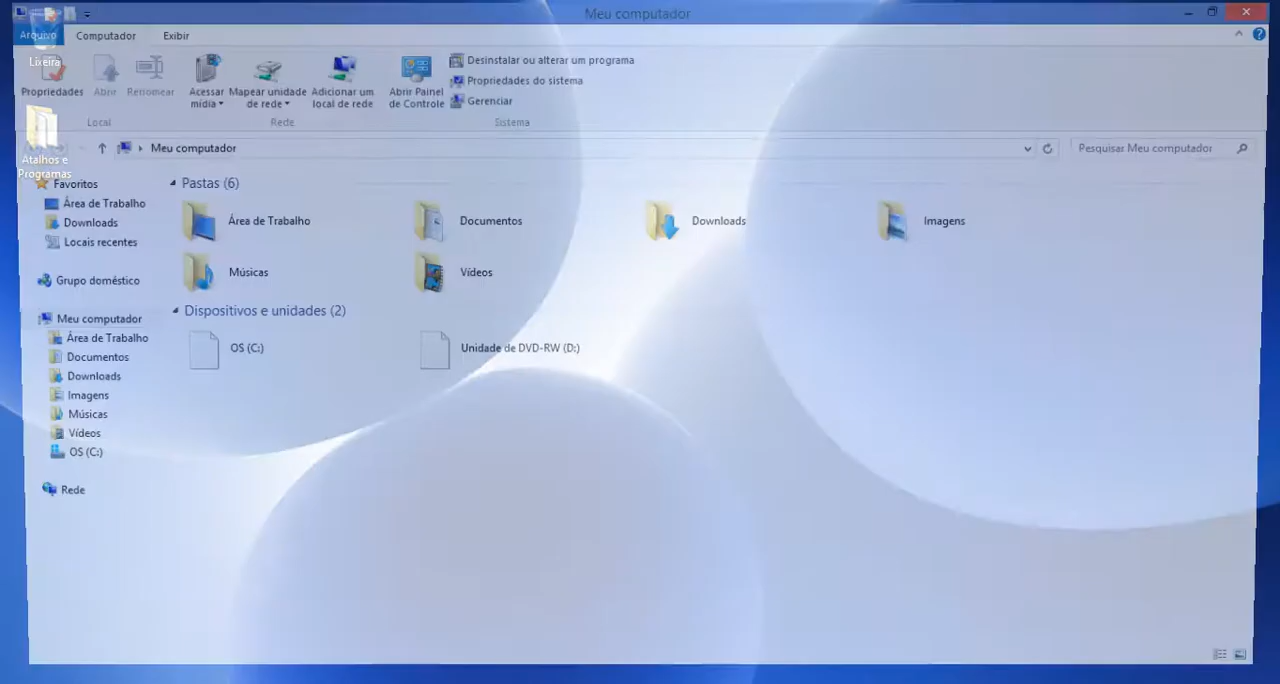 Meu computador
Arquivo
Computador
Exibir
Lixeira
Propriedades
Abrir
Renomear
Acessar mídia
Mapear unidade de rede
Adicionar um local de rede
Abrir Painel de Controle
Desinstalar ou alterar um programa
Propriedades do sistema
Gerenciar
Local
Rede
Sistema
Meu computador
Pesquisar Meu computador
Atalhos e
Programas
Favoritos
Área de Trabalho
Downloads
Locais recentes
Grupo doméstico
Meu computador
Área de Trabalho
Documentos
Downloads
Imagens
Músicas
Vídeos
OS (C:)
Rede
Pastas (6)
Área de Trabalho
Documentos
Downloads
Imagens
Músicas
Vídeos
Dispositivos e unidades (2)
OS (C:)
Unidade de DVD-RW (D:)